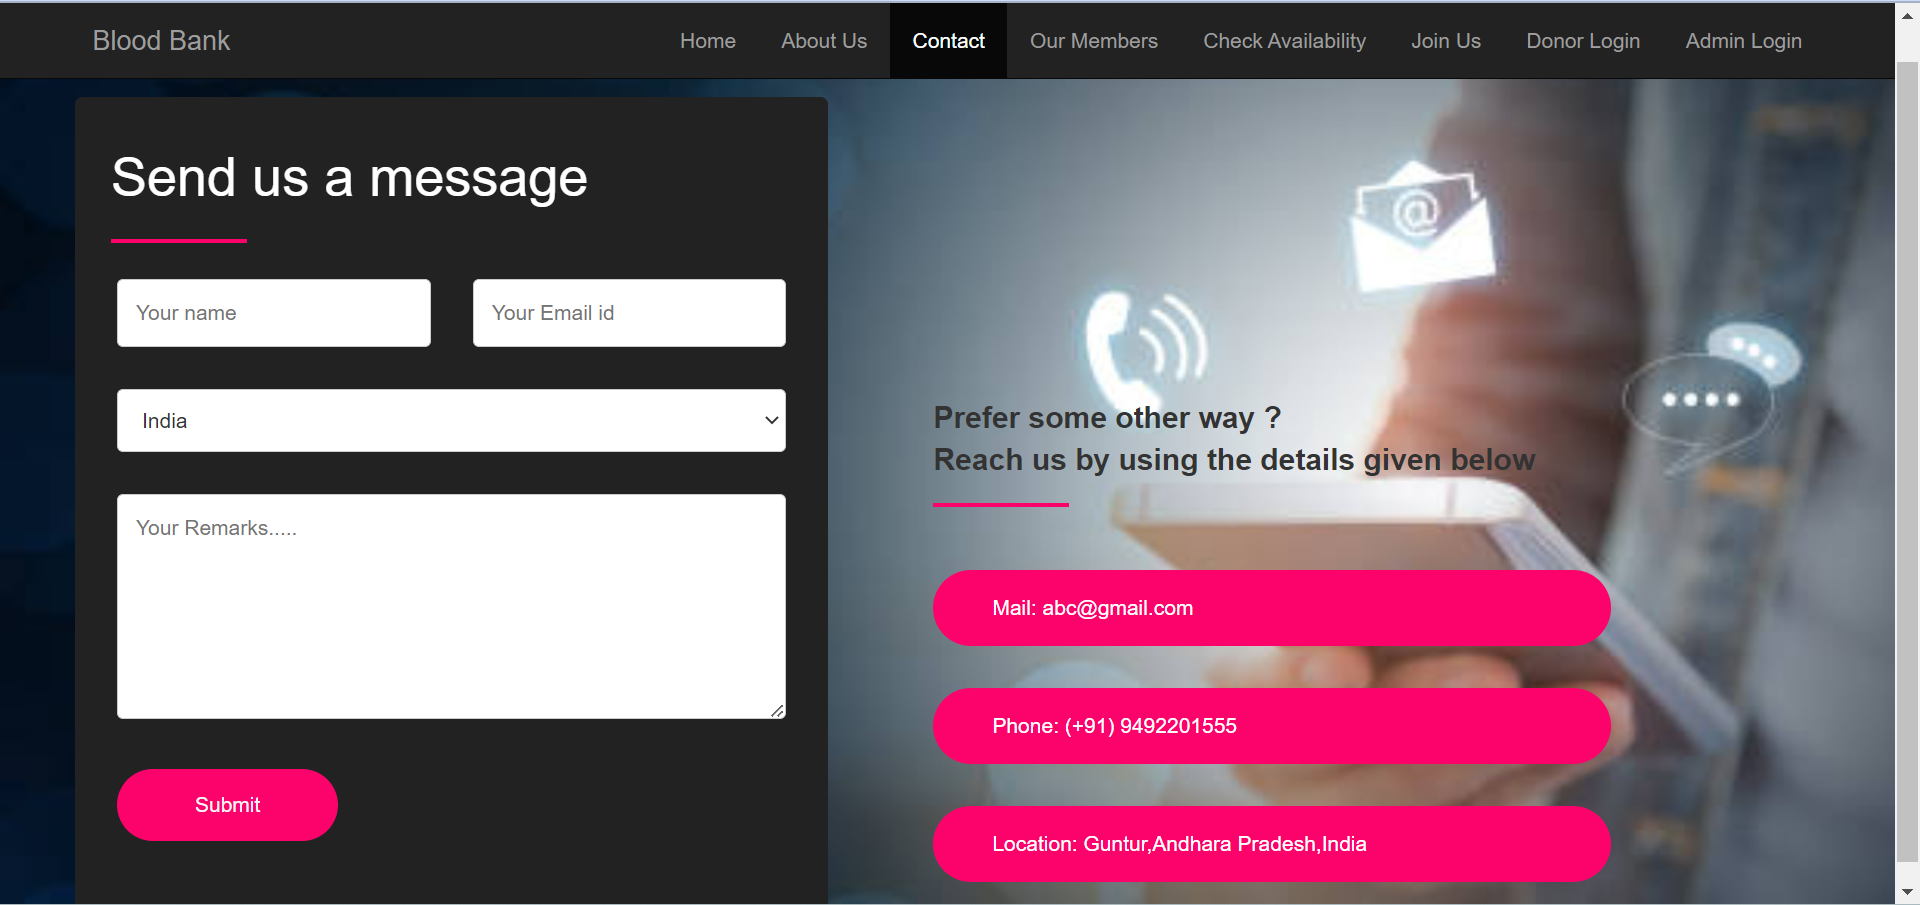 Blood Bank
Home
About Us
Contact
Our Members
Check Availability
Join Us
Donor Login
Admin Login
Send us a message
Your name
Your Email id
India
Your Remarks.....
Submit
@
Prefer some other way ?
Reach us by using the details given below
Mail: abc@gmail.com
Phone: (+91) 9492201555
Location: Guntur,Andhara Pradesh,India